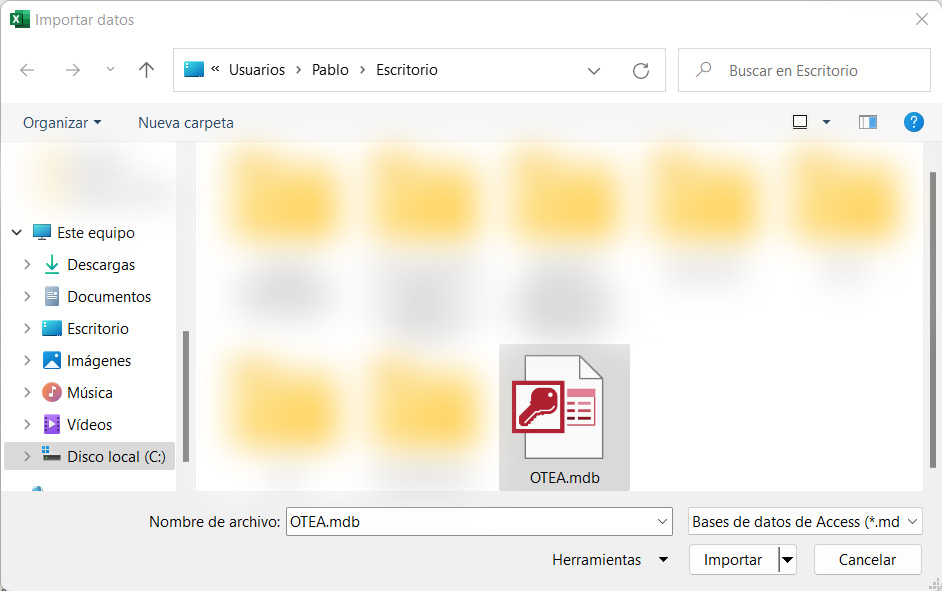 Importar datos
« Usuarios > Pablo > Escritorio
Buscar en Escritorio
Organizar
Nueva carpeta
?
Este equipo
Descargas
Documentos
Escritorio
Imágenes
Música
Vídeos
Disco local (C:)
OTEA.mdb
Nombre de archivo: OTEA.mdb
Bases de datos de Access (*.md
Herramientas
Importar
Cancelar